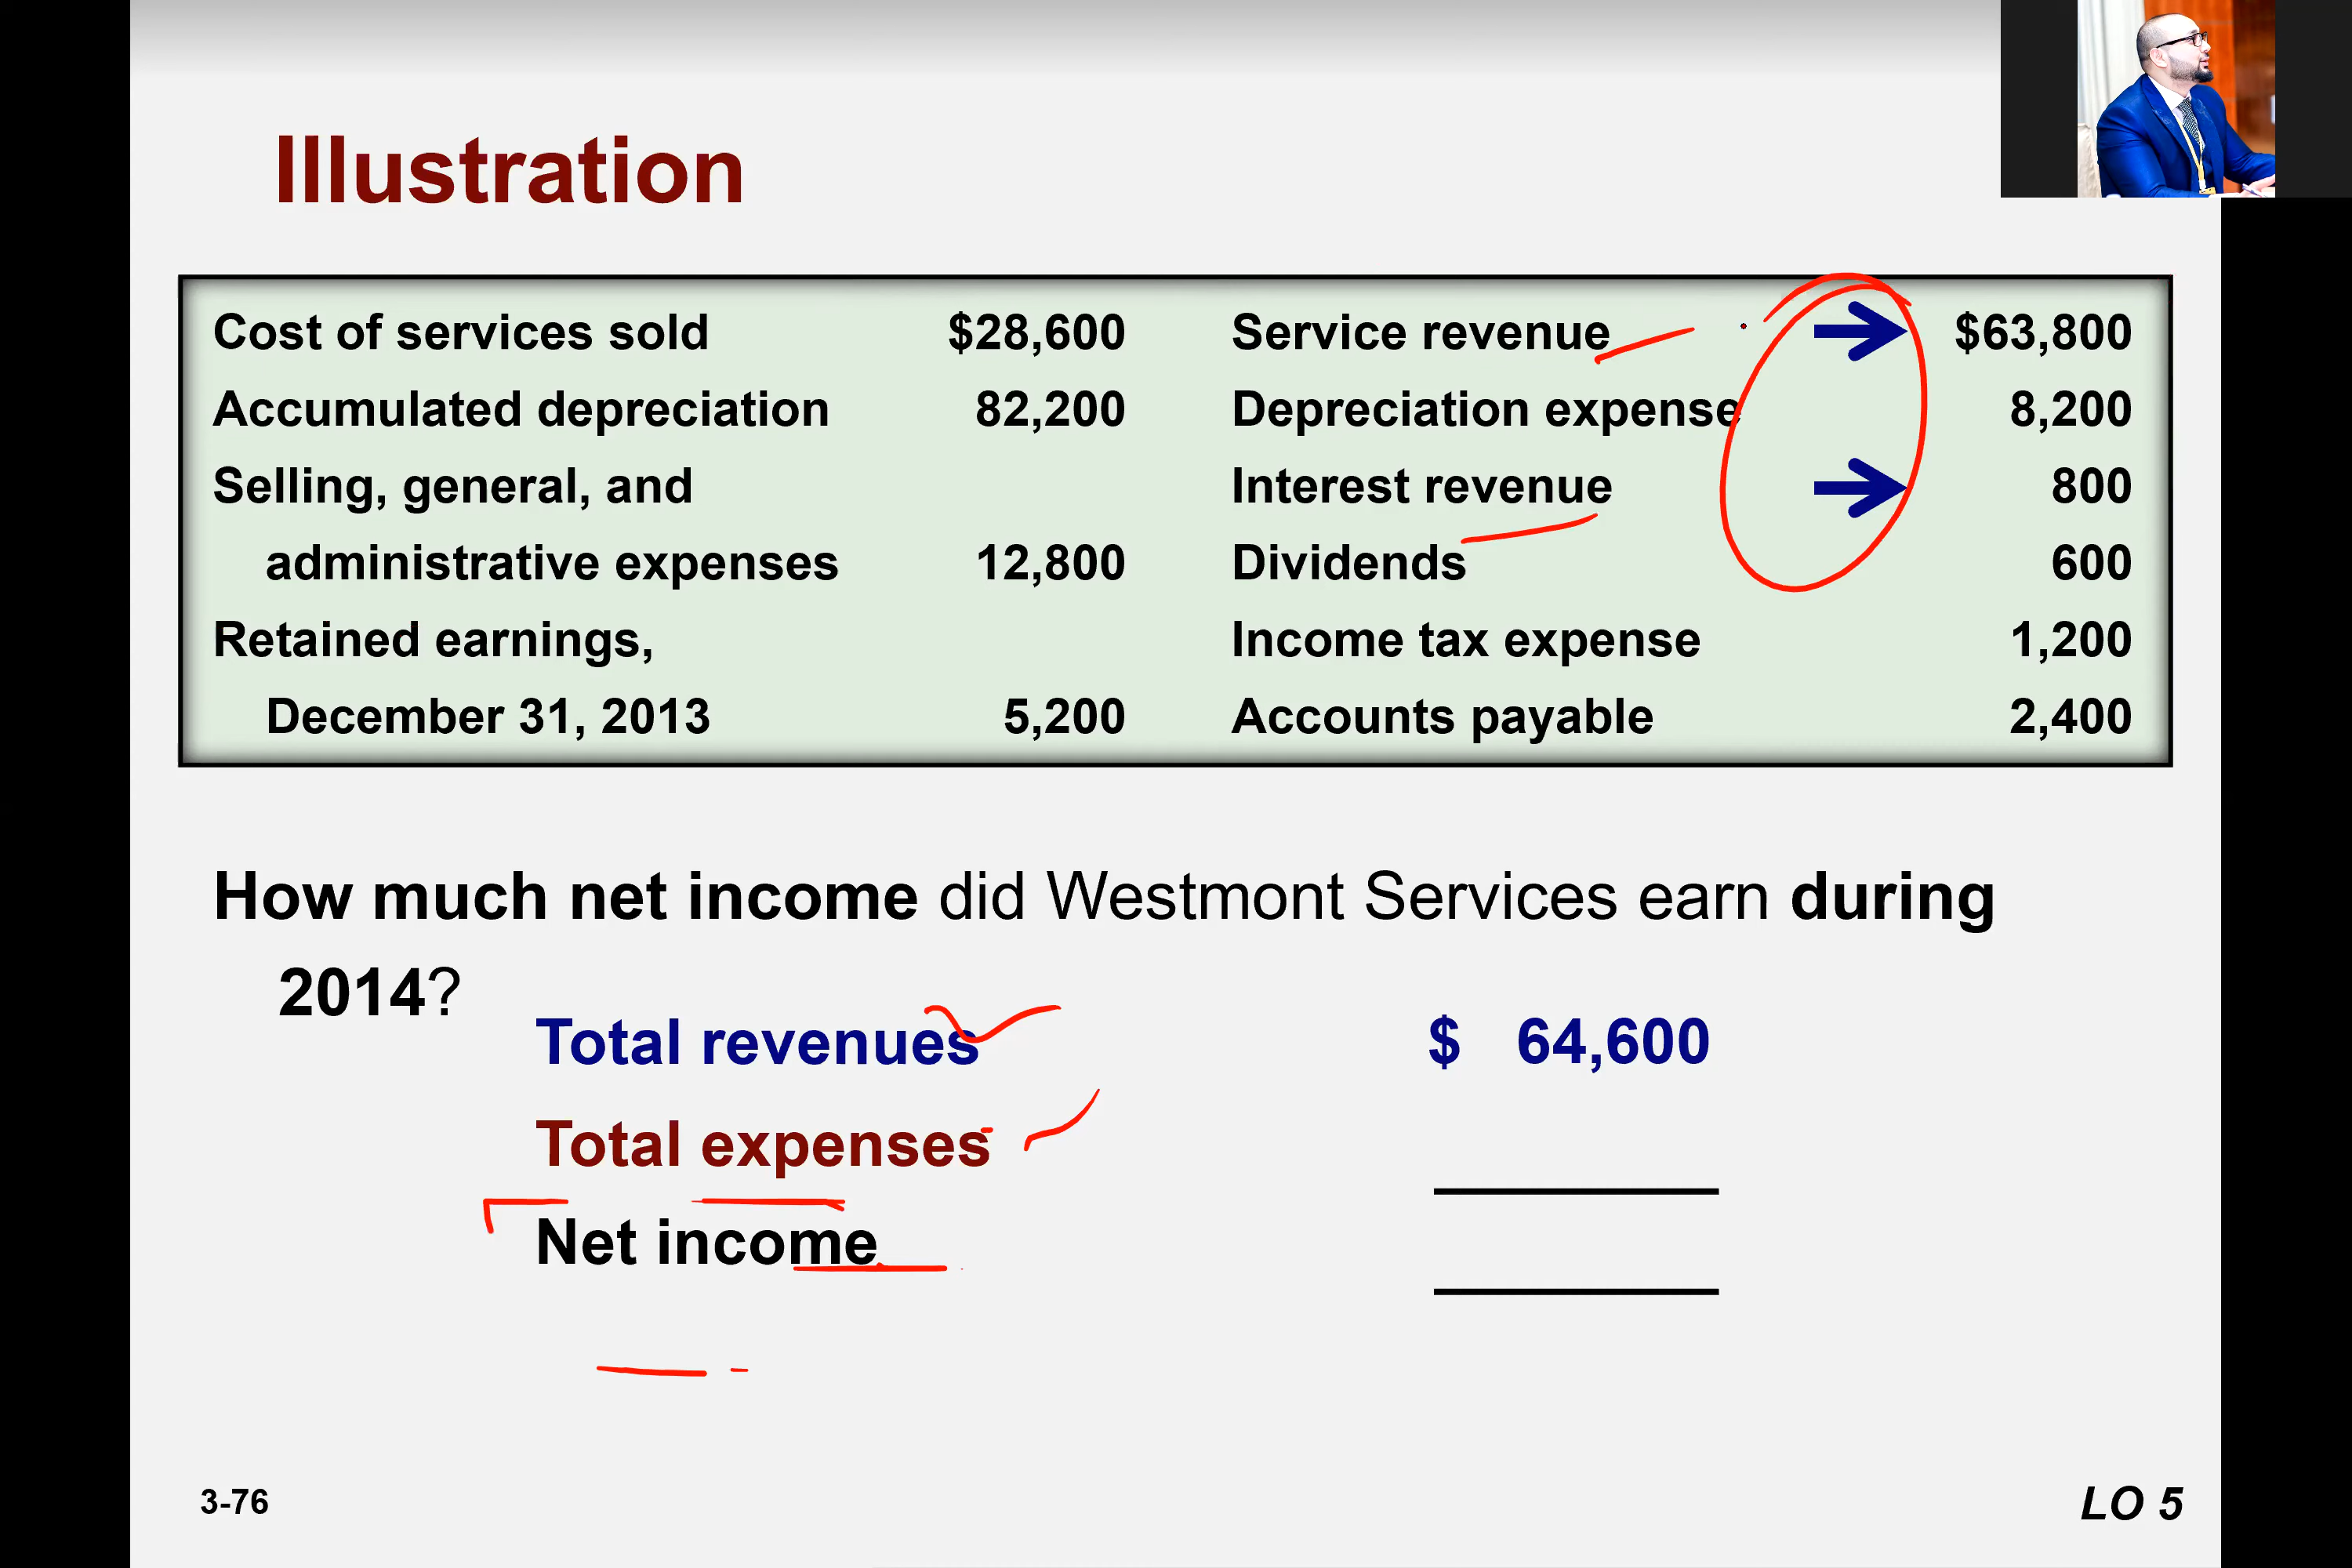 Illustration
Cost of services sold $28,600 Service revenue $63,800
Accumulated depreciation 82,200 Depreciation expense 8,200
Selling, general, and Interest revenue 800
administrative expenses 12,800 Dividends 600
Retained earnings, Income tax expense 1,200
December 31, 2013 5,200 Accounts payable 2,400
How much net income did Westmont Services earn during
2014?
Total revenues $ 64,600
Total expenses
Net income
3-76 LO 5